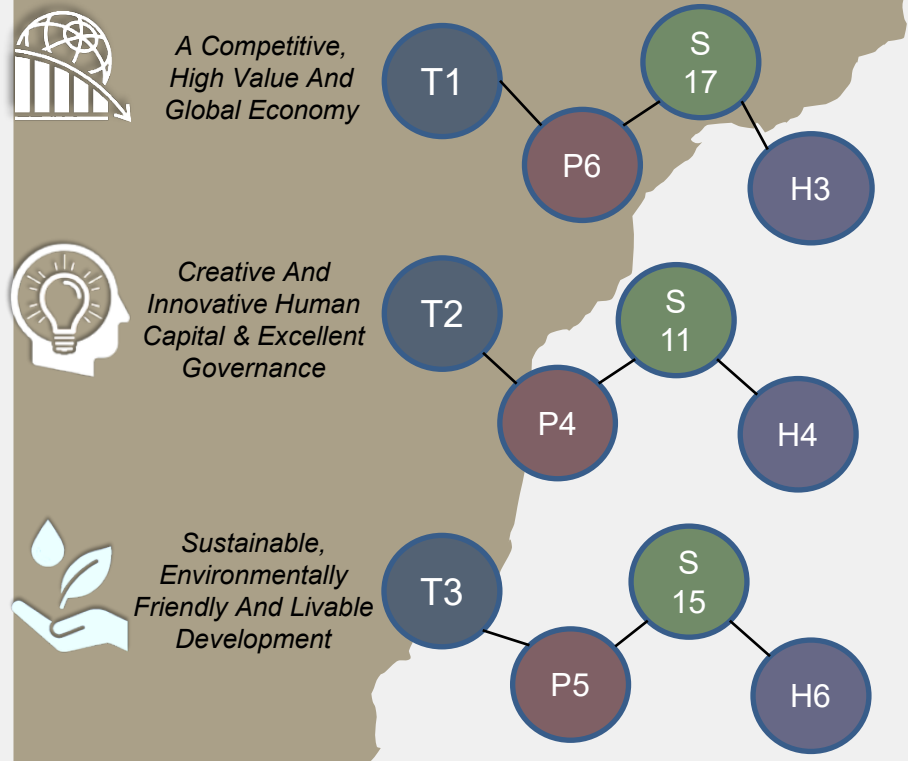 A Competitive,
High Value And
Global Economy
T1
P6
S
17
H3
Creative And
Innovative Human
Capital & Excellent
Governance
T2
P4
S
11
H4
Sustainable,
Environmentally
Friendly And Livable
Development
T3
P5
S
15
H6